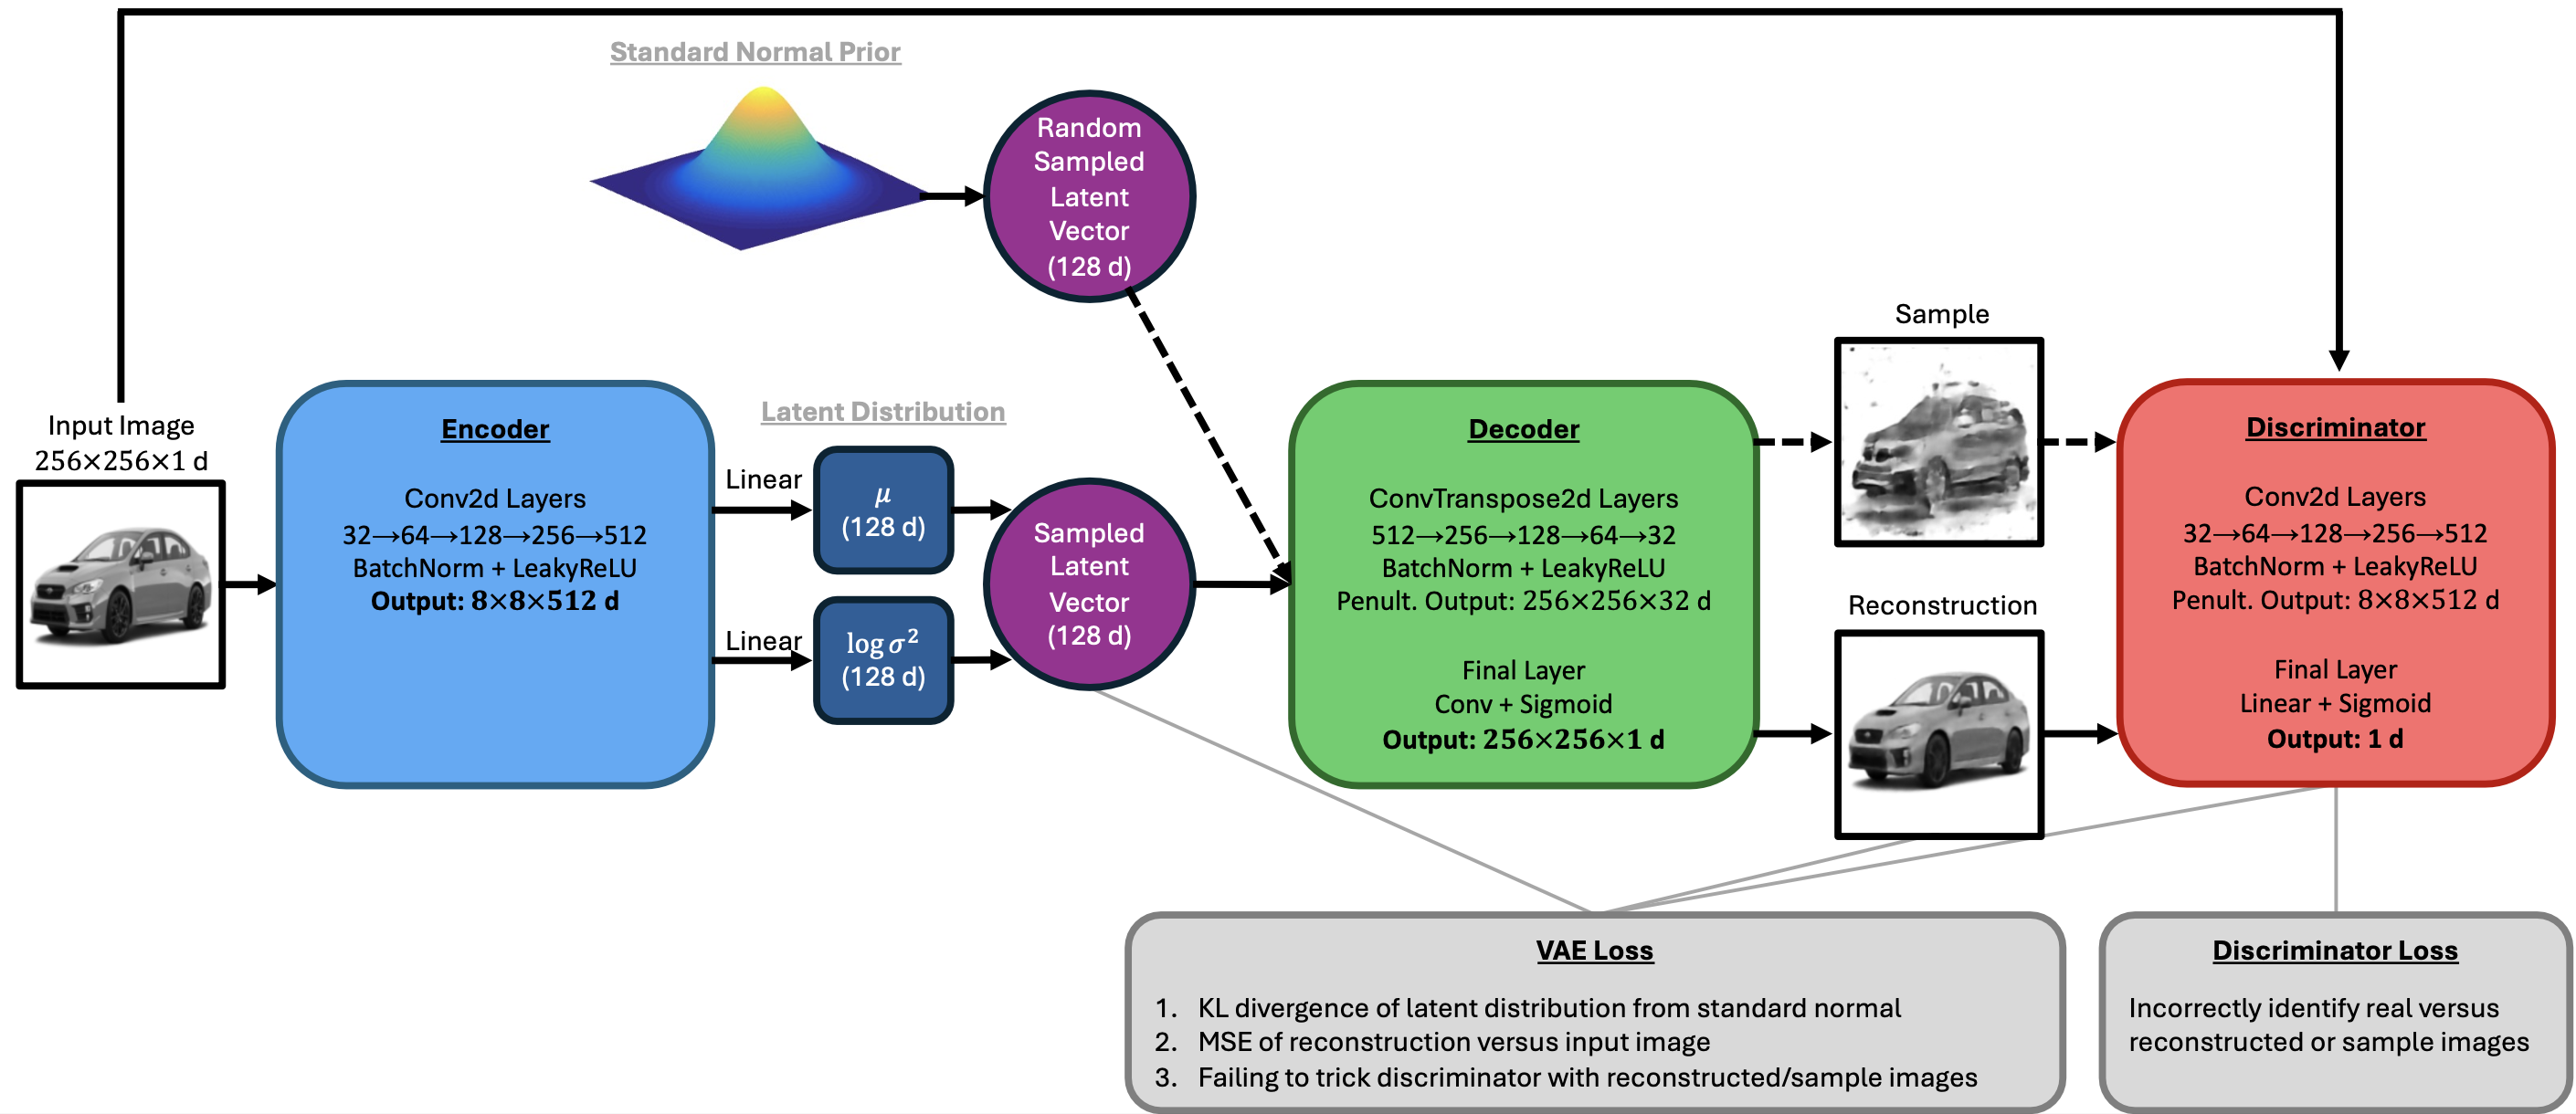 Standard Normal Prior
Random
Sampled
Latent
Vector
(128 d)
Input Image
256×256×1 d
Encoder
Conv2d Layers
32→64→128→256→512
BatchNorm + LeakyReLU
Output: 8×8×512 d
Latent Distribution
Linear
μ
(128 d)
Linear
log σ²
(128 d)
Sampled
Latent
Vector
(128 d)
Decoder
ConvTranspose2d Layers
512→256→128→64→32
BatchNorm + LeakyReLU
Penult. Output: 256×256×32 d
Final Layer
Conv + Sigmoid
Output: 256×256×1 d
Sample
Reconstruction
Discriminator
Conv2d Layers
32→64→128→256→512
BatchNorm + LeakyReLU
Penult. Output: 8×8×512 d
Final Layer
Linear + Sigmoid
Output: 1 d
VAE Loss
1. KL divergence of latent distribution from standard normal
2. MSE of reconstruction versus input image
3. Failing to trick discriminator with reconstructed/sample images
Discriminator Loss
Incorrectly identify real versus
reconstructed or sample images